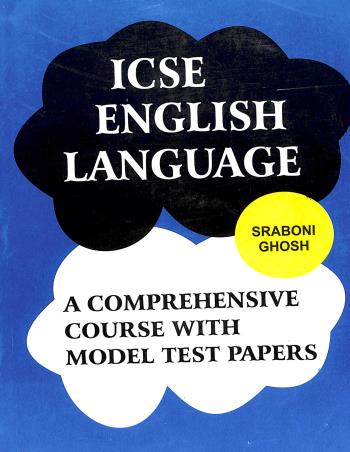 ICSE
ENGLISH
LANGUAGE
SRABONI
GHOSH
A COMPREHENSIVE
COURSE WITH
MODEL TEST PAPERS